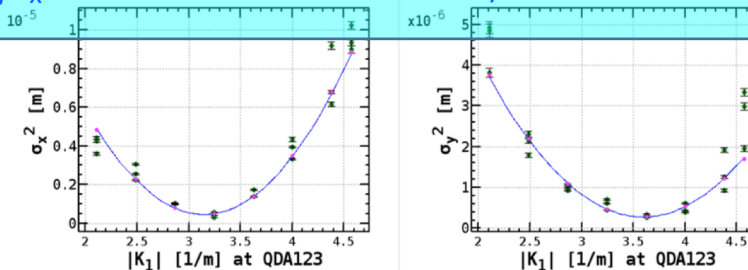 10^-5 x10^-6
1 5
0.8 4
0.6 3
0.4 2
0.2 1
0 0
σx² [m] σy² [m]
2 2.5 3 3.5 4 4.5 2 2.5 3 3.5 4 4.5
|K1| [1/m] at QDA123 |K1| [1/m] at QDA123